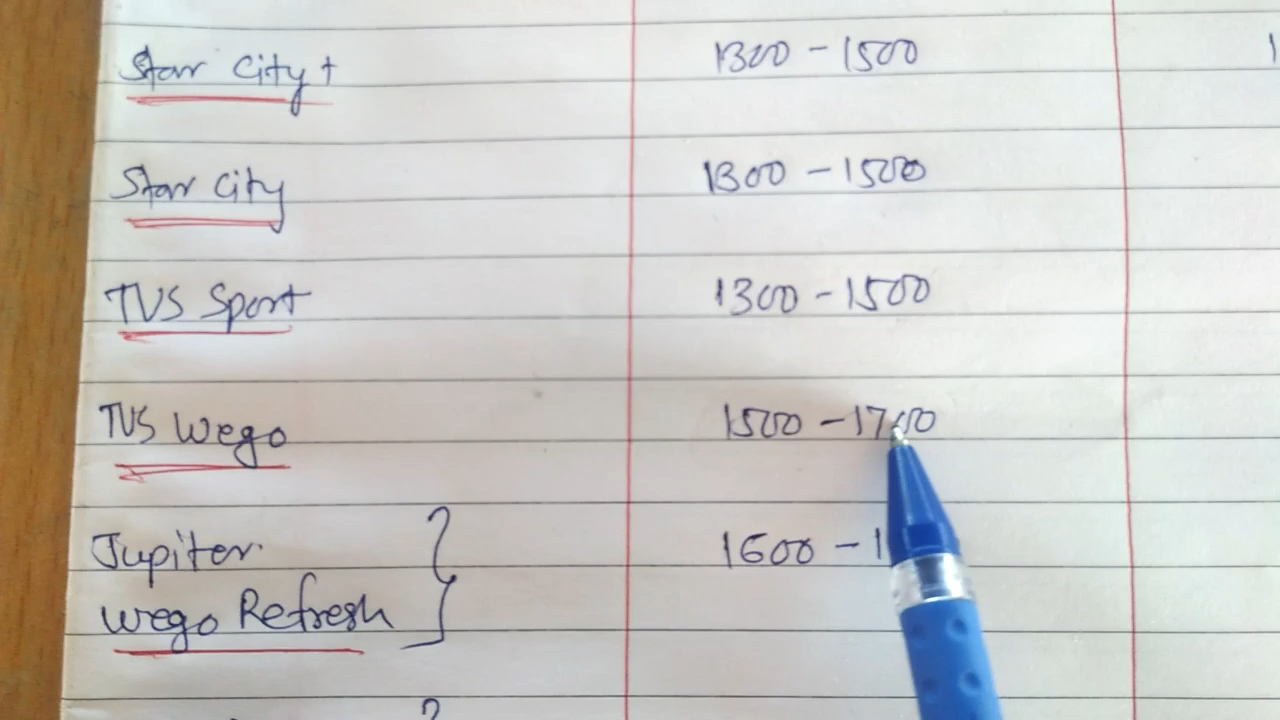 Star City + 1300 - 1500
Star City 1300 - 1500
TVS Sport 1300 - 1500
TVS Wego 1500 - 1700
Jupiter 1600 - 1
Wego Refresh